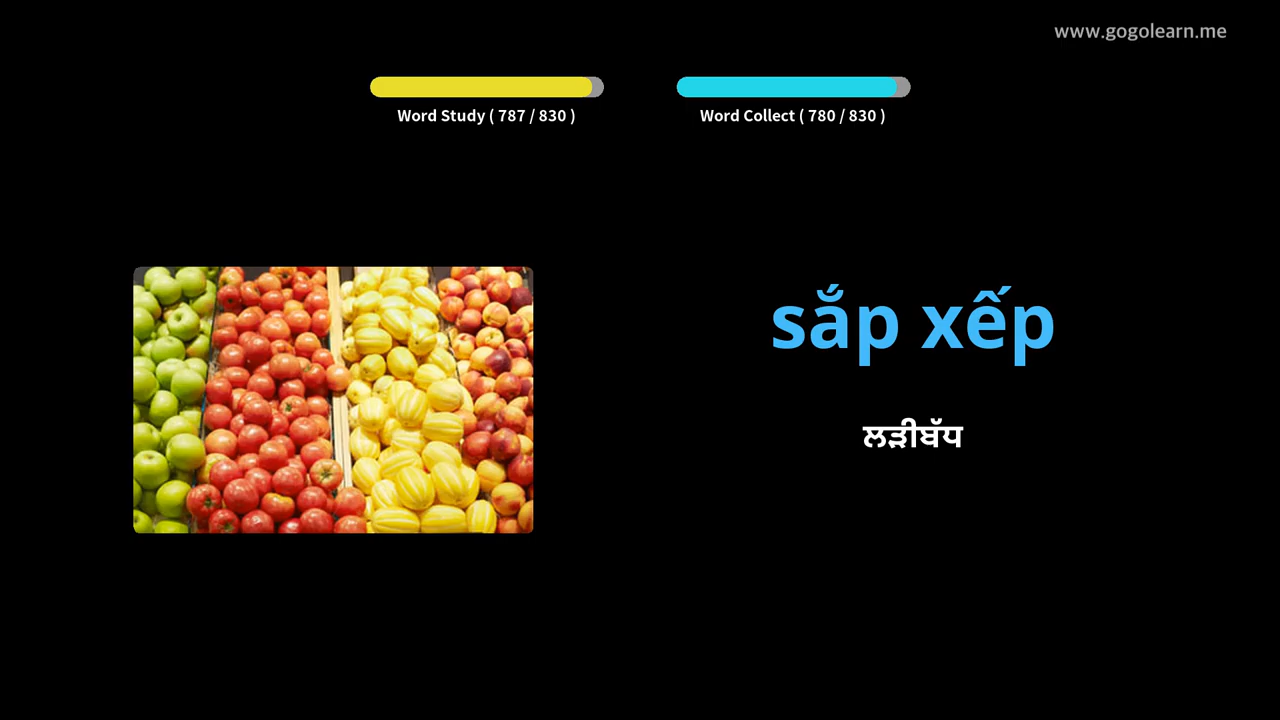 www.gogolearn.me
Word Study ( 787 / 830 )
Word Collect ( 780 / 830 )
sắp xếp
ਲੜੀਬੱਧ